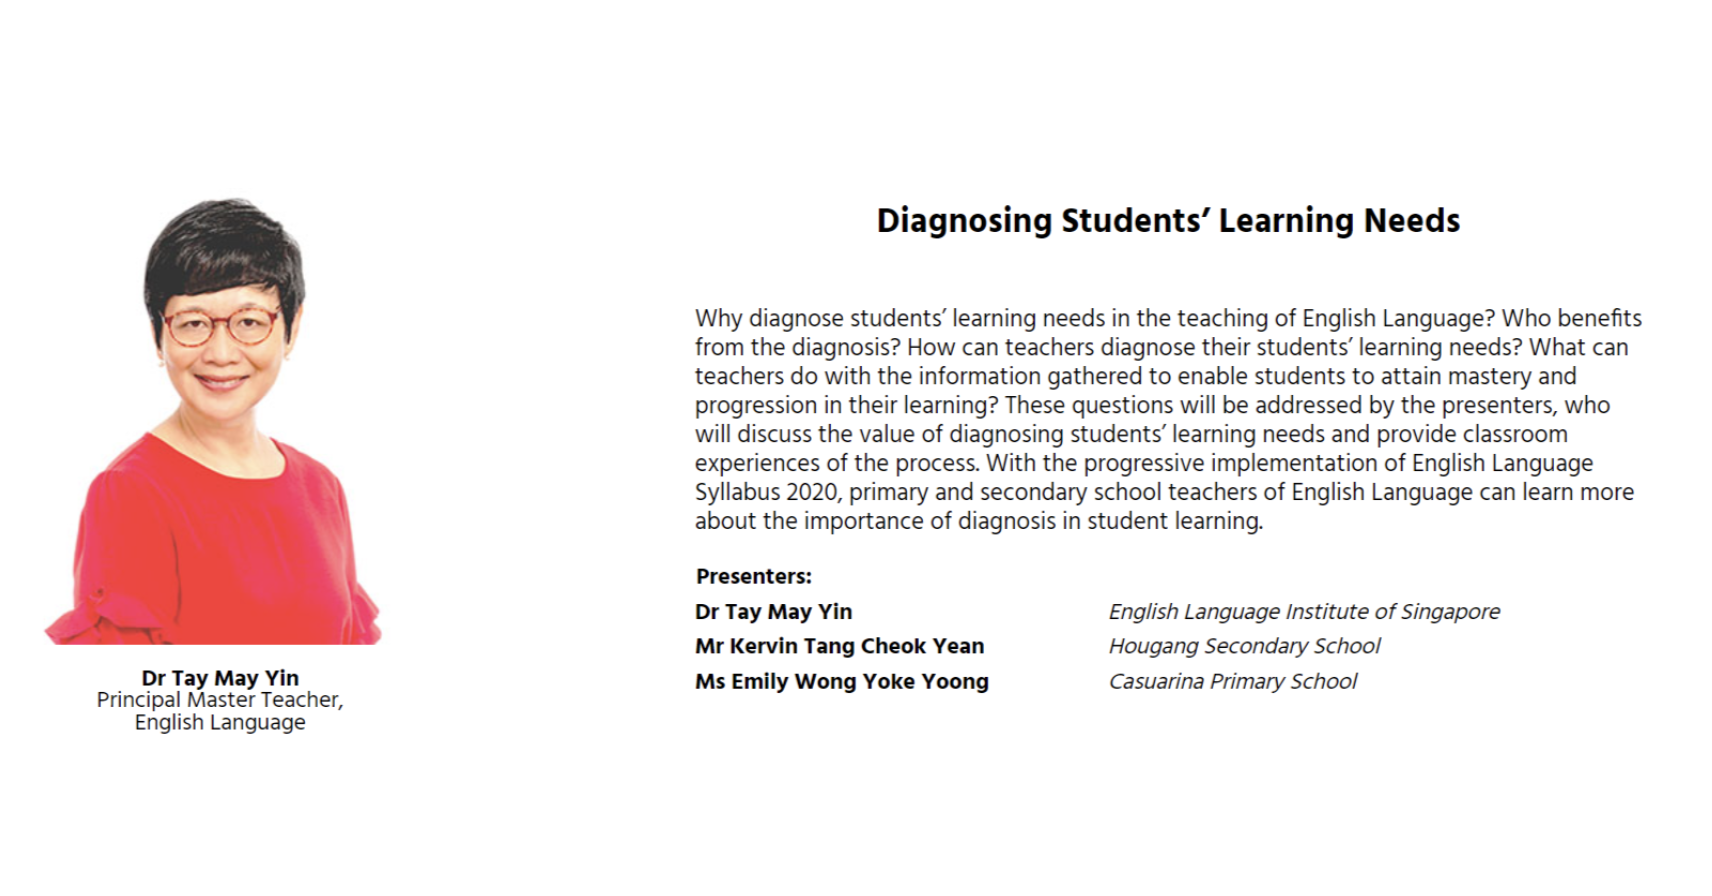 Diagnosing Students’ Learning Needs
Why diagnose students’ learning needs in the teaching of English Language? Who benefits
from the diagnosis? How can teachers diagnose their students’ learning needs? What can
teachers do with the information gathered to enable students to attain mastery and
progression in their learning? These questions will be addressed by the presenters, who
will discuss the value of diagnosing students’ learning needs and provide classroom
experiences of the process. With the progressive implementation of English Language
Syllabus 2020, primary and secondary school teachers of English Language can learn more
about the importance of diagnosis in student learning.
Presenters:
Dr Tay May Yin English Language Institute of Singapore
Mr Kervin Tang Cheok Yean Hougang Secondary School
Ms Emily Wong Yoke Yoong Casuarina Primary School
Dr Tay May Yin
Principal Master Teacher,
English Language